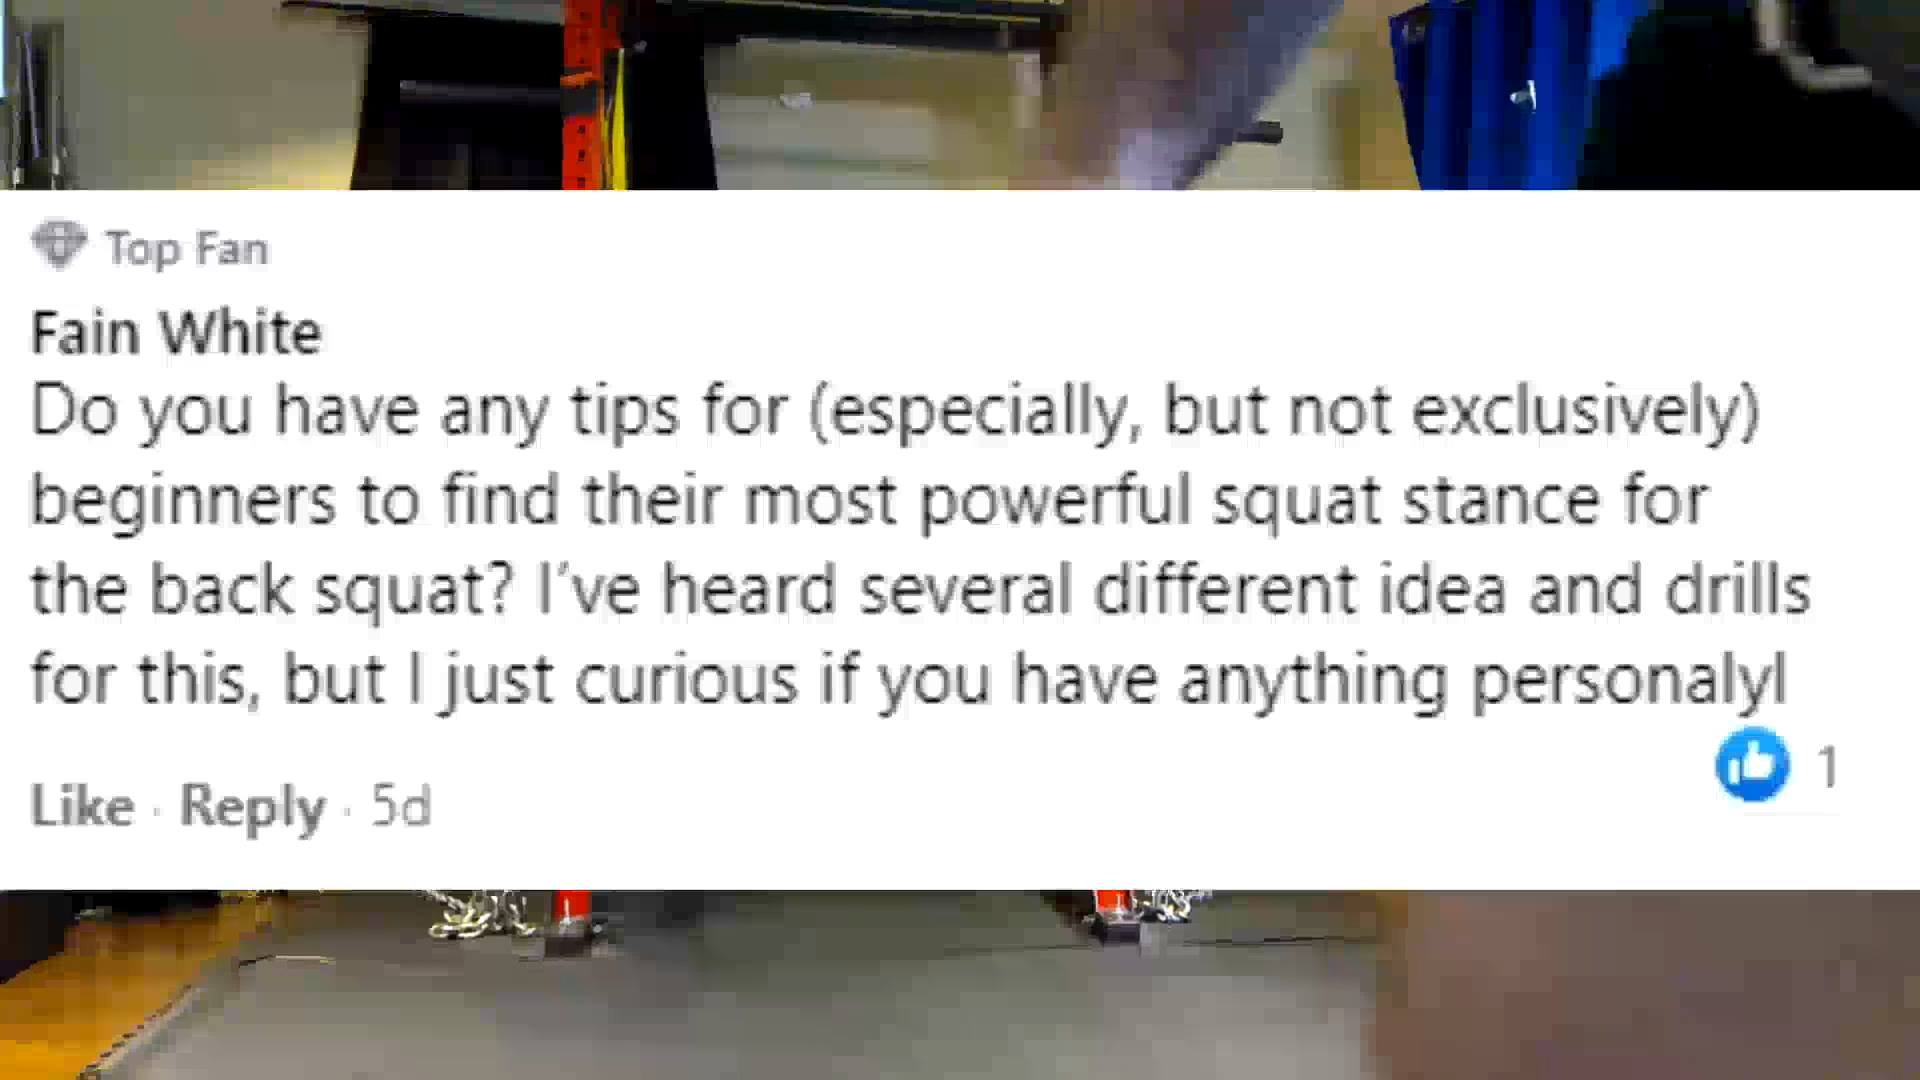 Top Fan
Fain White
Do you have any tips for (especially, but not exclusively)
beginners to find their most powerful squat stance for
the back squat? I've heard several different idea and drills
for this, but I just curious if you have anything personalyl
1
Like · Reply · 5d